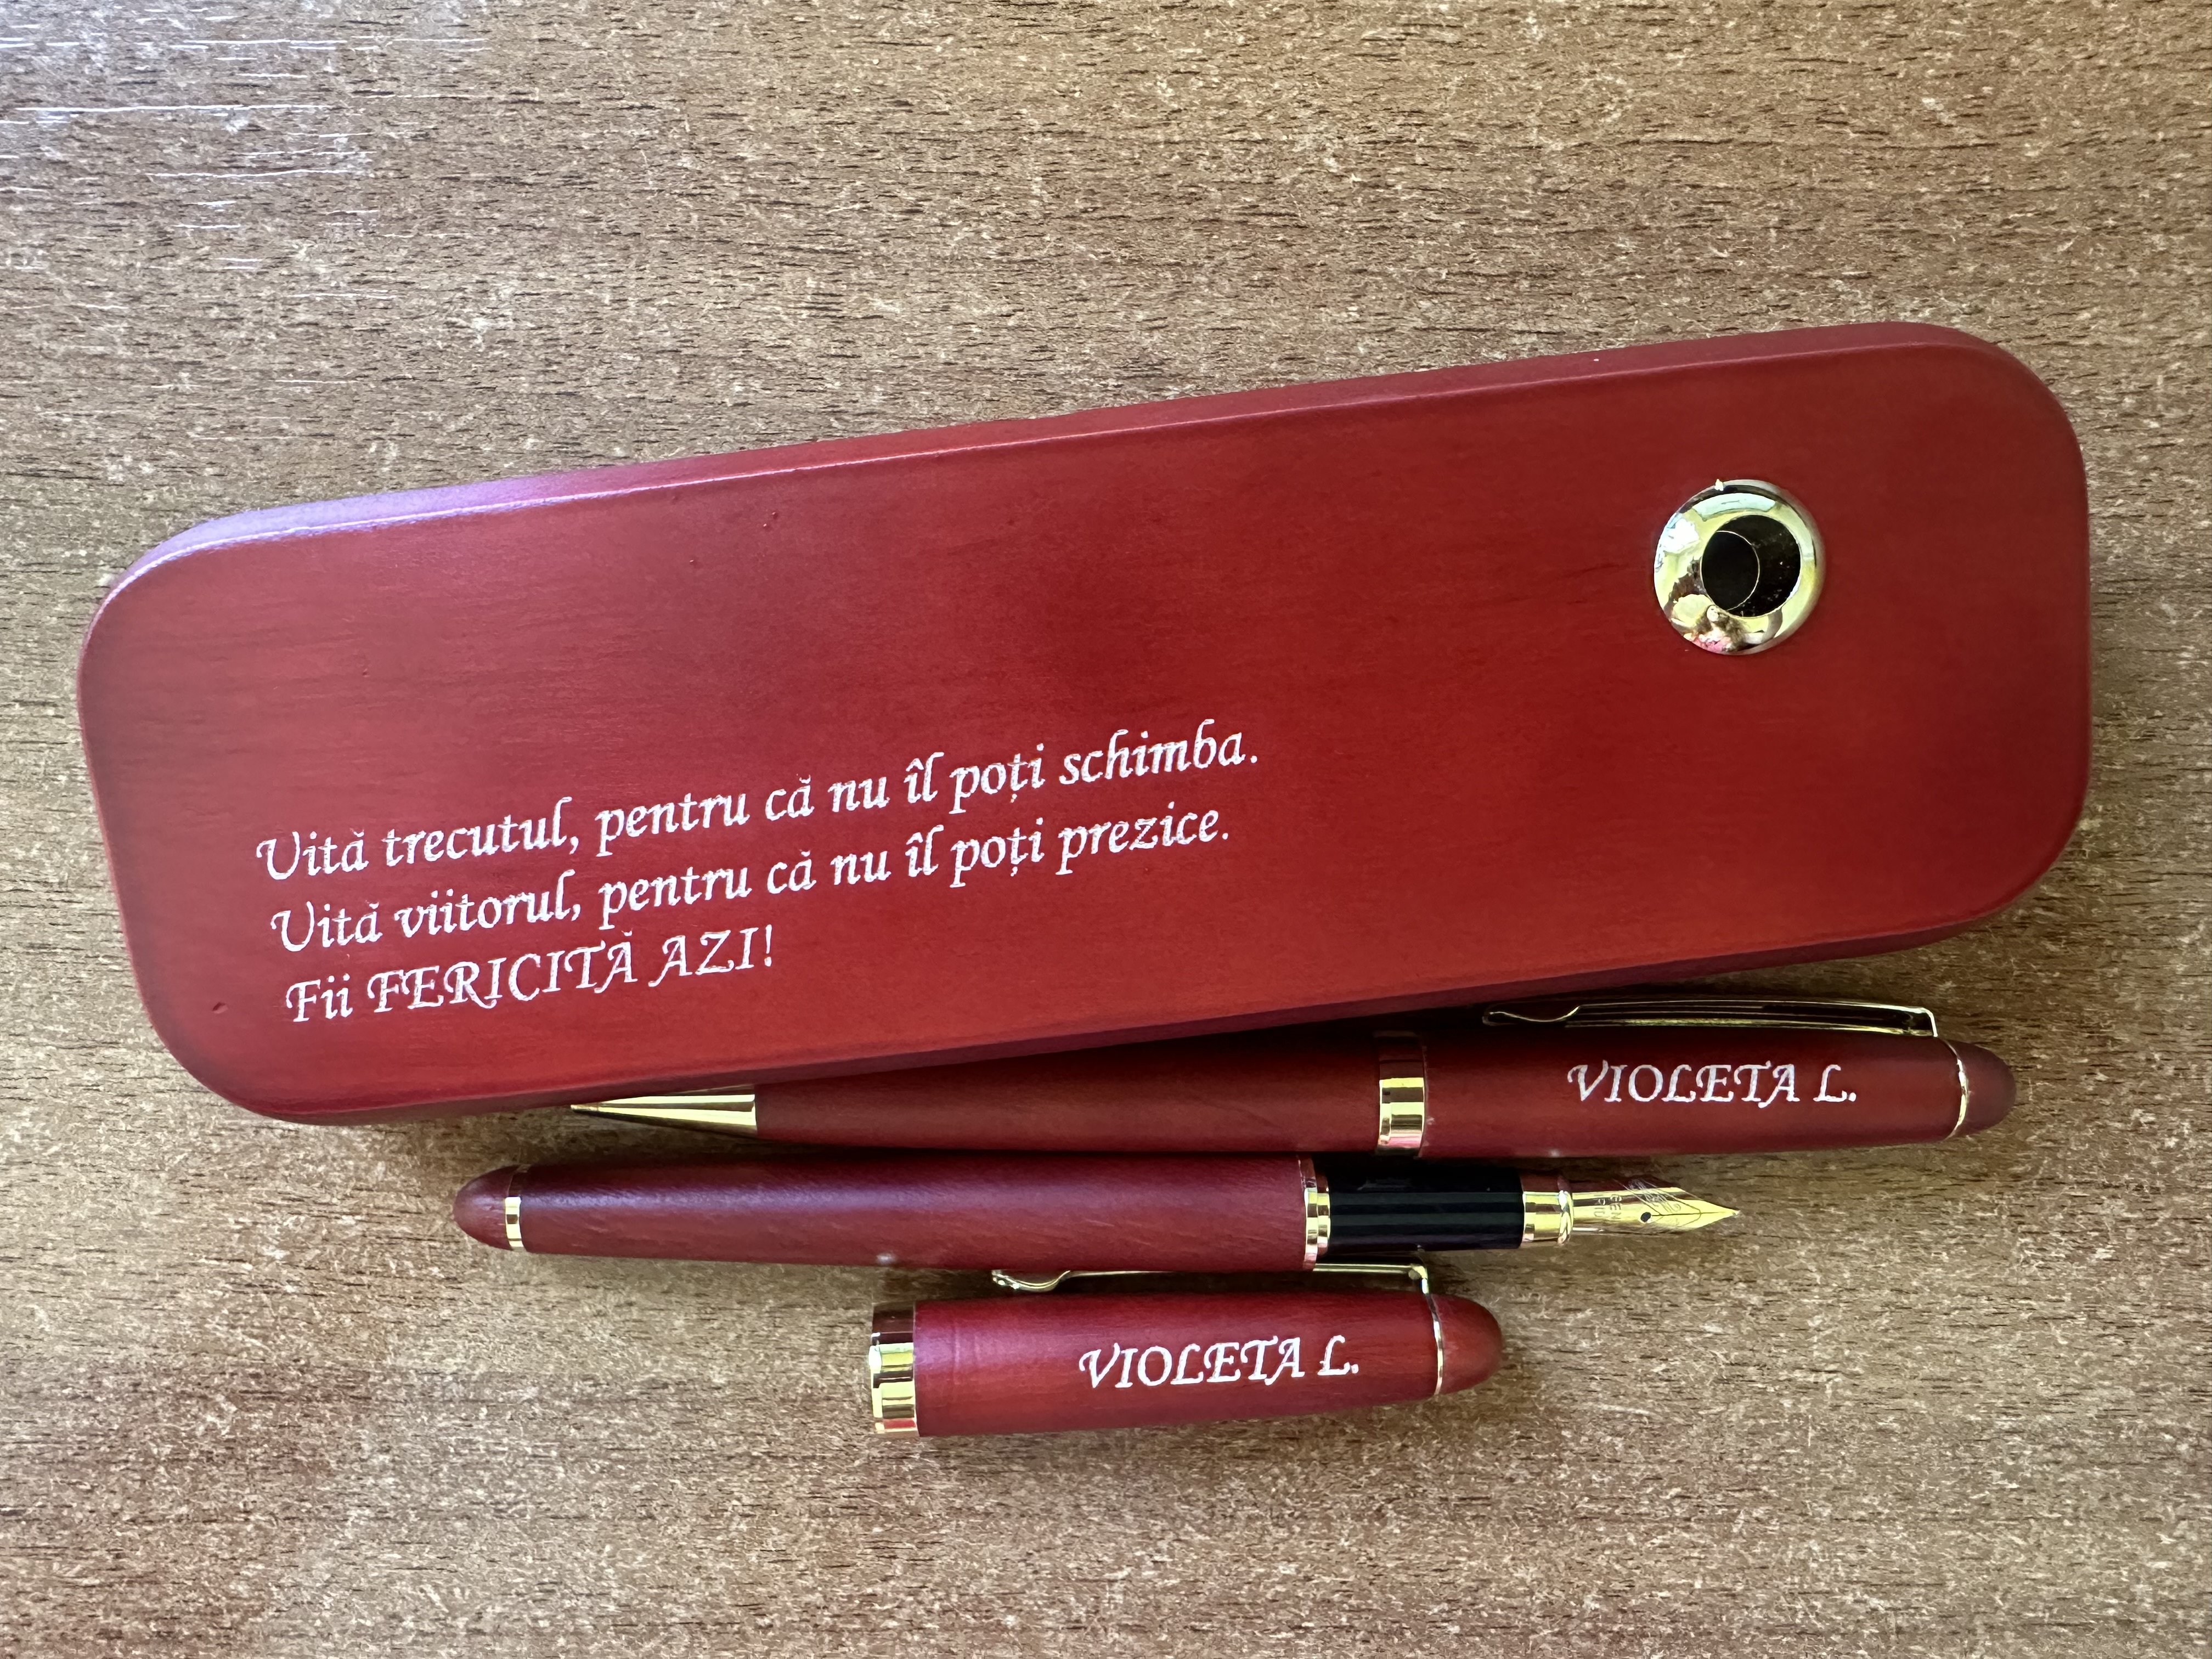 Uită trecutul, pentru că nu îl poți schimba.
Uită viitorul, pentru că nu îl poți prezice.
Fii FERICITĂ AZI!
VIOLETA L.
VIOLETA L.